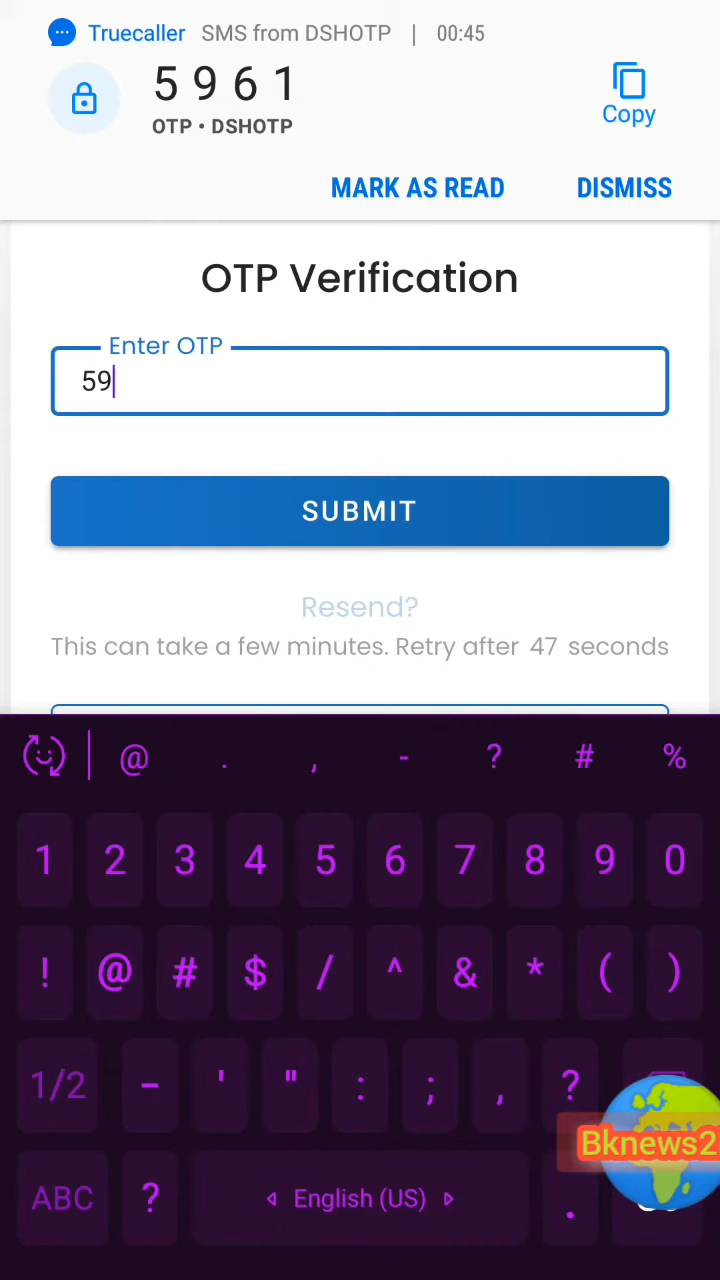 Truecaller SMS from DSHOTP | 00:45
5 9 6 1
OTP • DSHOTP
Copy
MARK AS READ DISMISS
OTP Verification
Enter OTP
59
SUBMIT
Resend?
This can take a few minutes. Retry after 47 seconds
@ . , - ? # %
1 2 3 4 5 6 7 8 9 0
! @ # $ / ^ & * ( )
1/2 - ' " : ; , ?
Bknews2
ABC ? English (US) .